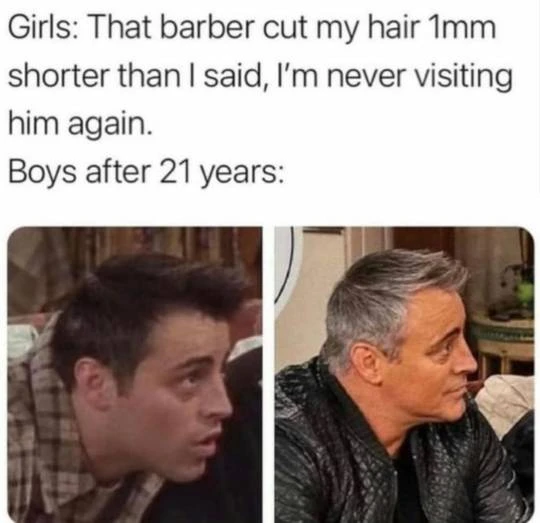 Girls: That barber cut my hair 1mm
shorter than I said, I'm never visiting
him again.
Boys after 21 years: